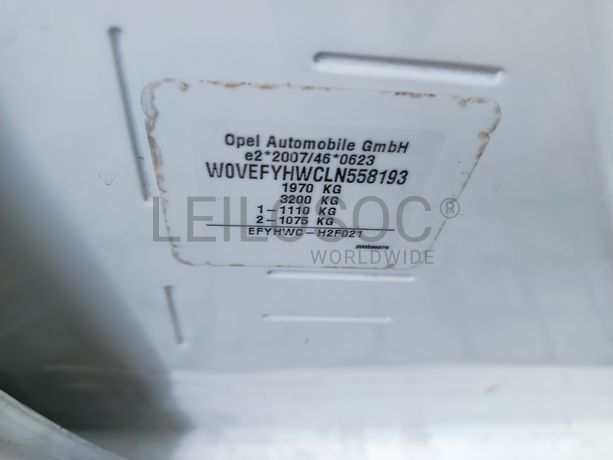 Opel Automobile GmbH
e2*2007/46*0623
W0VEFYHWCLN558193
1970 KG
3200 KG
1-1110 KG
2-1075 KG
EFYHWC-H2F021
LEILOSOC®
WORLDWIDE